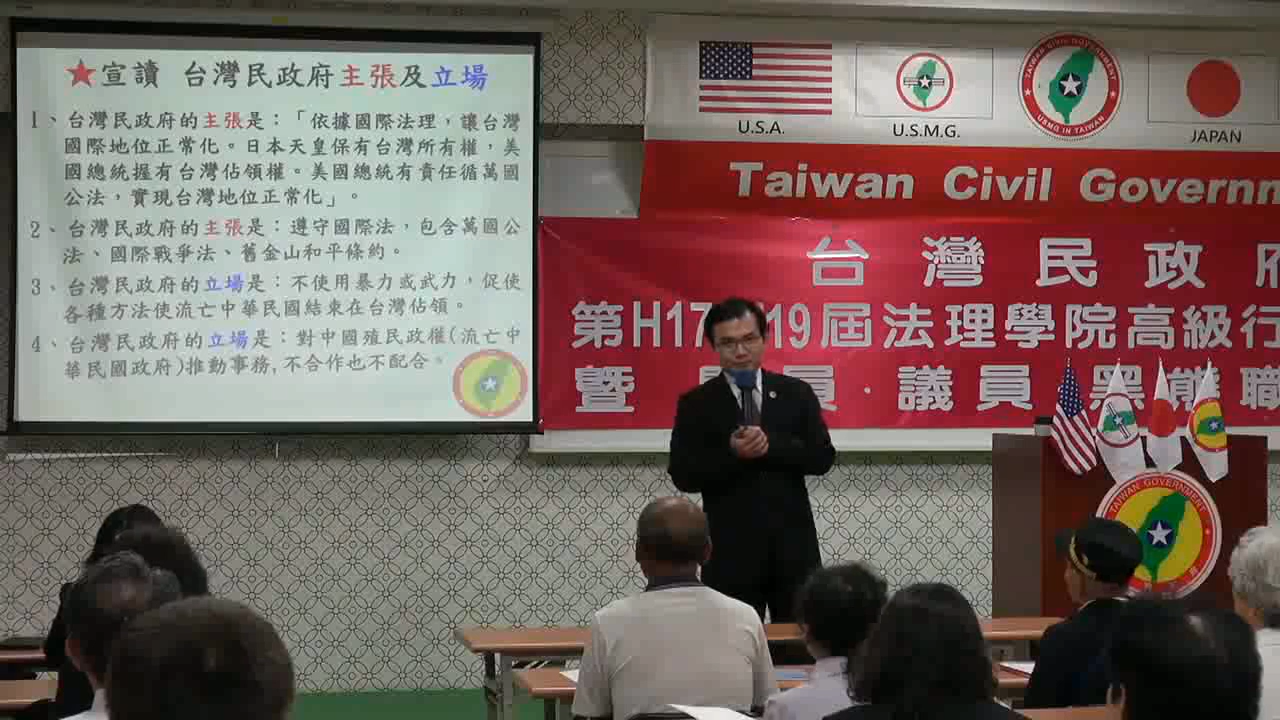 ★宣讀 台灣民政府主張及立場
1、台灣民政府的主張是：「依據國際法理，讓台灣
國際地位正常化。日本天皇保有台灣所有權，美
國總統握有台灣佔領權。美國總統有責任循萬國
公法，實現台灣地位正常化」。
2、台灣民政府的主張是：遵守國際法，包含萬國公
法、國際戰爭法、舊金山和平條約。
3、台灣民政府的立場是：不使用暴力或武力，促使
各種方法使流亡中華民國結束在台灣佔領。
4、台灣民政府的立場是：對中國殖民政權(流亡中
華民國政府)推動事務,不合作也不配合。
U.S.A.
U.S.M.G.
TAIWAN CIVIL GOVERNMENT
USMG IN TAIWAN
JAPAN
Taiwan Civil Governm
台灣民政府
第H17 19屆法理學院高級行
暨 員．議員 黑熊職
TAIWAN GOVERNMENT